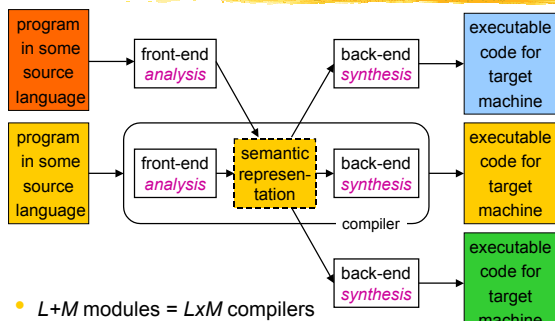 program
in some
source
language
front-end
analysis
back-end
synthesis
executable
code for
target
machine
program
in some
source
language
front-end
analysis
semantic
represen-
tation
back-end
synthesis
compiler
executable
code for
target
machine
back-end
synthesis
executable
code for
target
machine
• L+M modules = LxM compilers